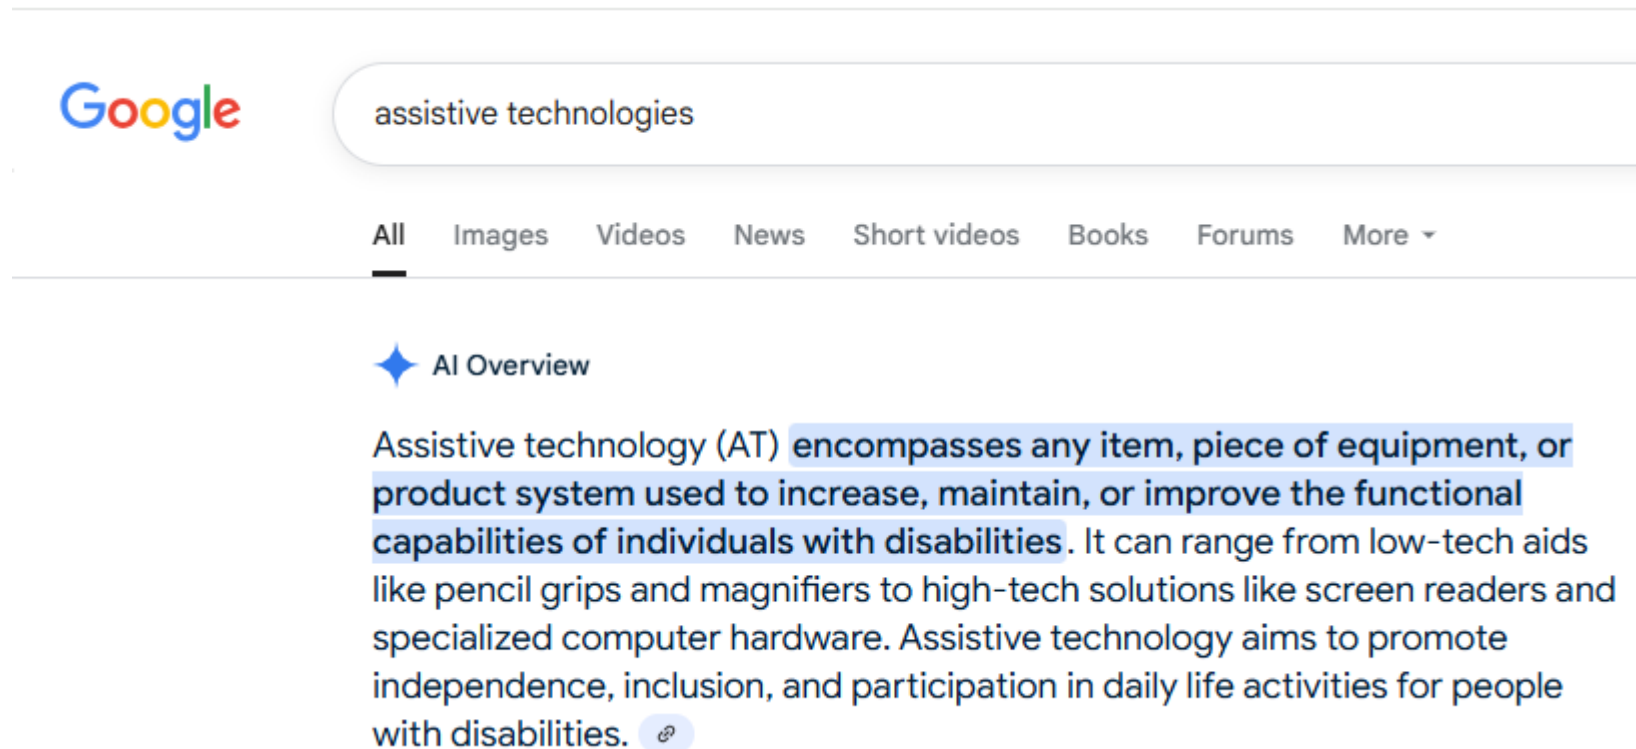 Google
assistive technologies
All Images Videos News Short videos Books Forums More
AI Overview
Assistive technology (AT) encompasses any item, piece of equipment, or
product system used to increase, maintain, or improve the functional
capabilities of individuals with disabilities. It can range from low-tech aids
like pencil grips and magnifiers to high-tech solutions like screen readers and
specialized computer hardware. Assistive technology aims to promote
independence, inclusion, and participation in daily life activities for people
with disabilities.